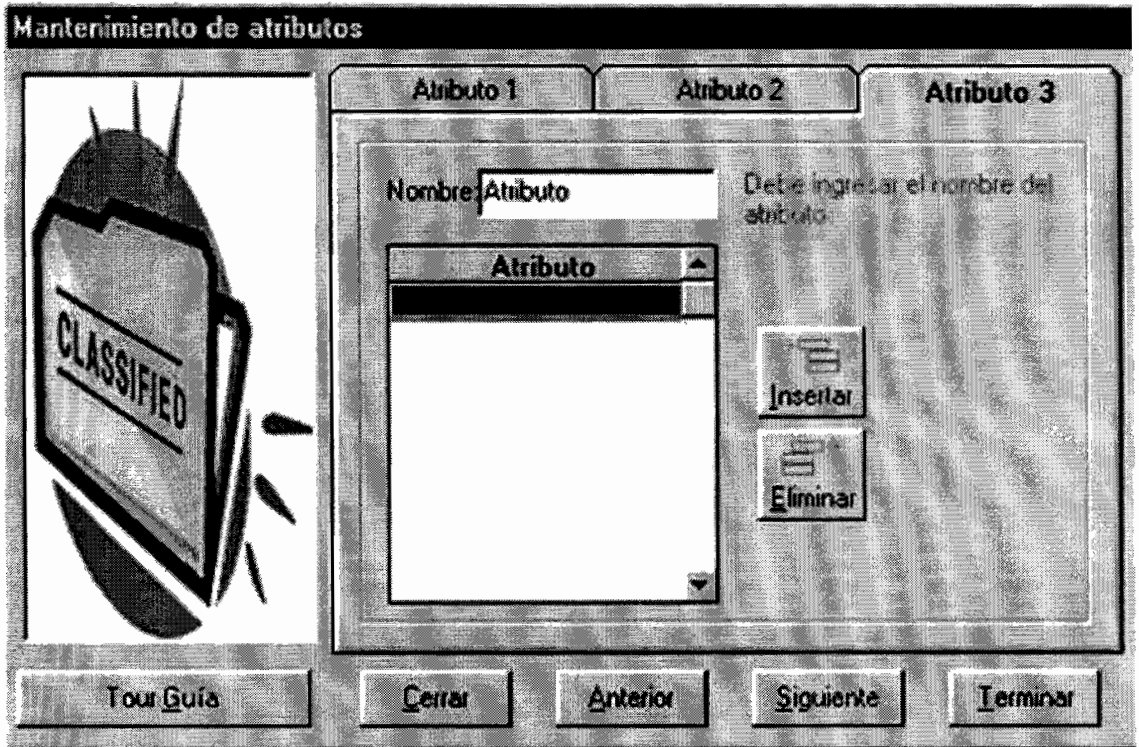 Mantenimiento de atributos
Atributo 1
Atributo 2
Atributo 3
Nombre: Atributo
Debe ingresar el nombre del
atributo
Atributo
CLASSIFIED
Insertar
Eliminar
Tour Guía
Cerrar
Anterior
Siguiente
Terminar